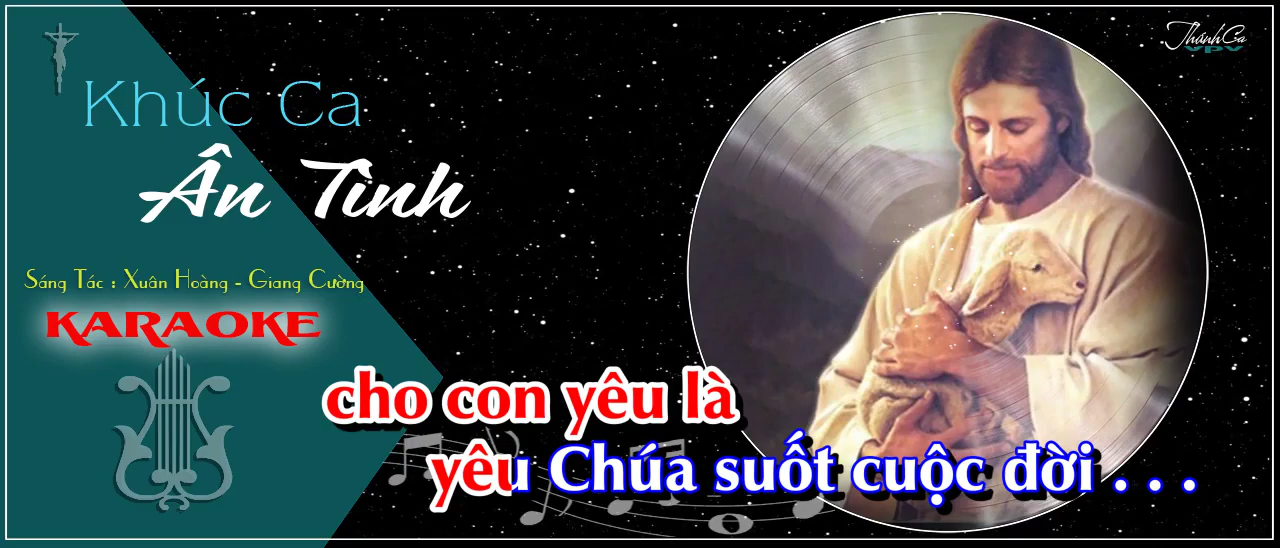 Khúc Ca
Ân Tình
ThánhCa
VPV
Sáng Tác : Xuân Hoàng - Giang Cường
KARAOKE
cho con yêu là
yêu Chúa suốt cuộc đời . . .